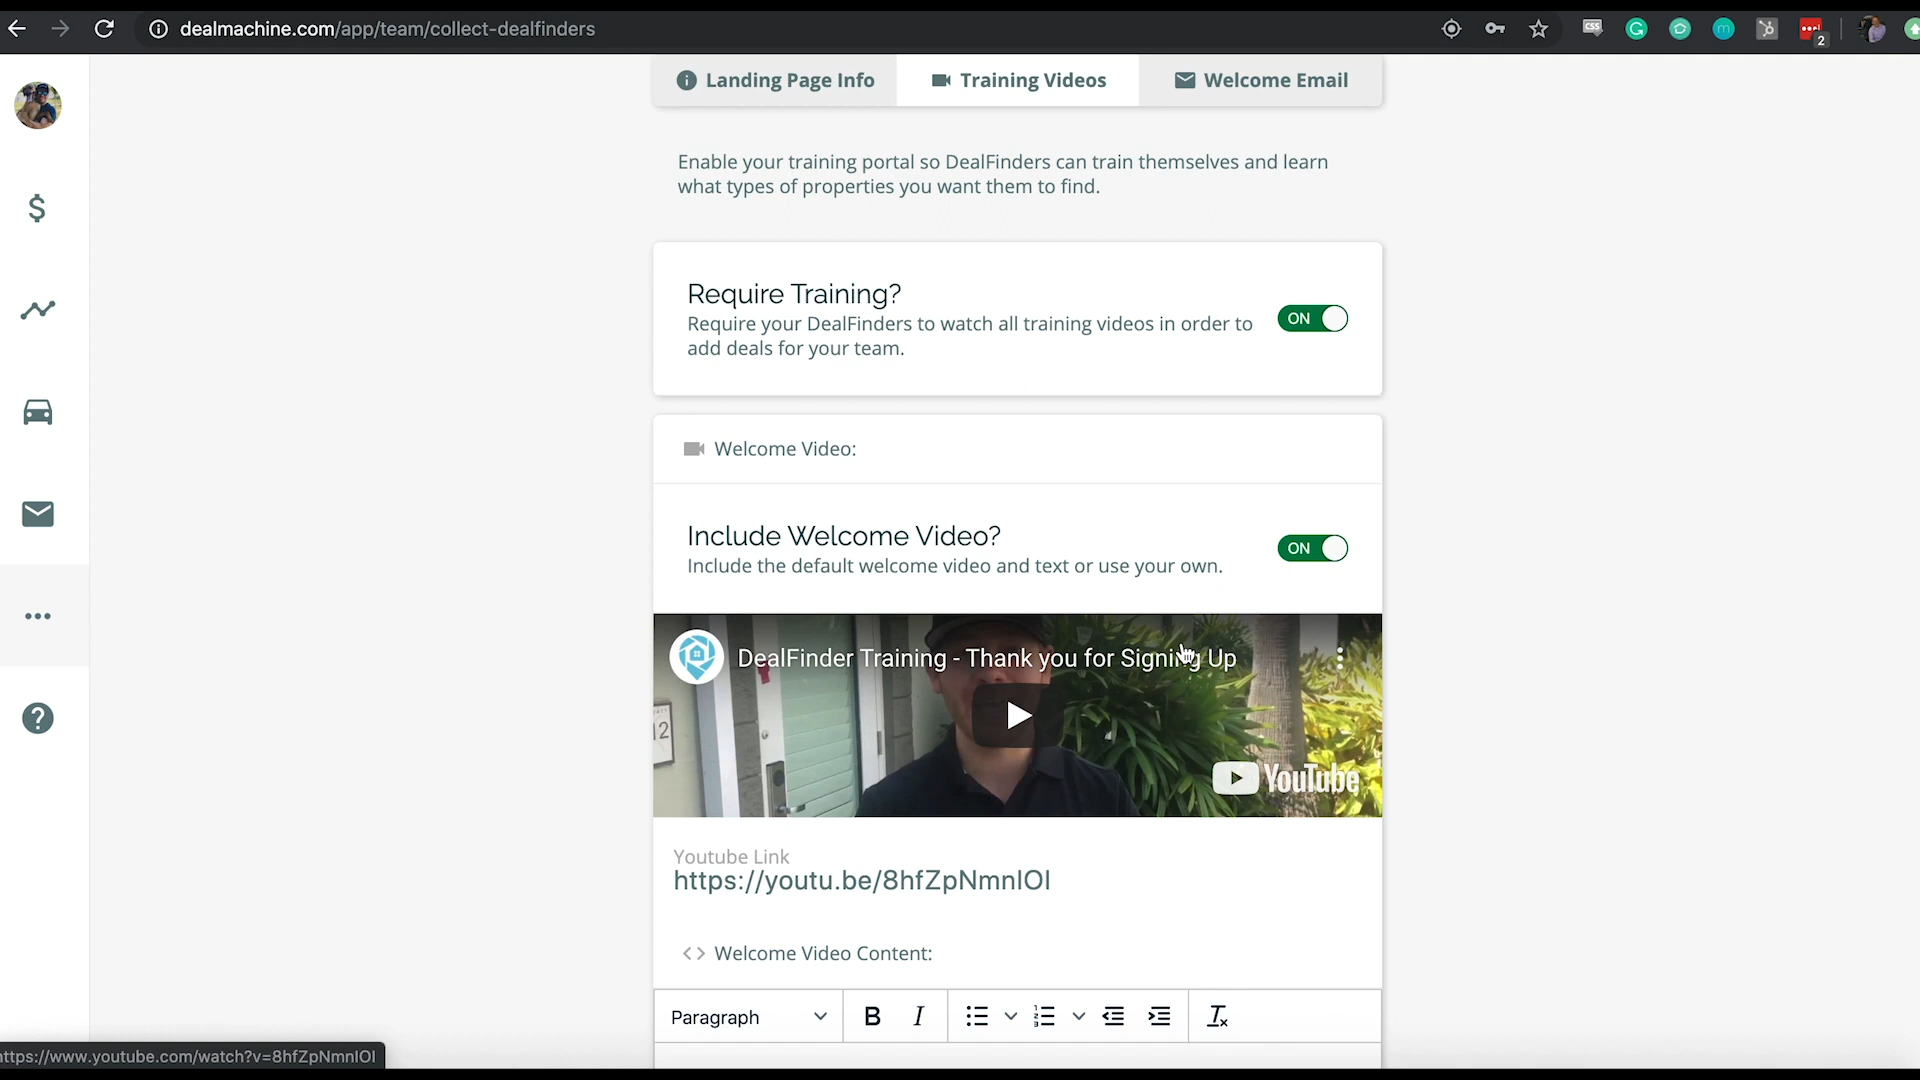 dealmachine.com/app/team/collect-dealfinders
CSS
2
Landing Page Info
Training Videos
Welcome Email
Enable your training portal so DealFinders can train themselves and learn
what types of properties you want them to find.
Require Training?
Require your DealFinders to watch all training videos in order to
add deals for your team.
ON
Welcome Video:
Include Welcome Video?
Include the default welcome video and text or use your own.
ON
DealFinder Training - Thank you for Signing Up
12
YouTube
Youtube Link
https://youtu.be/8hfZpNmnlOI
Welcome Video Content:
Paragraph
B I
ttps://www.youtube.com/watch?v=8hfZpNmnlOI